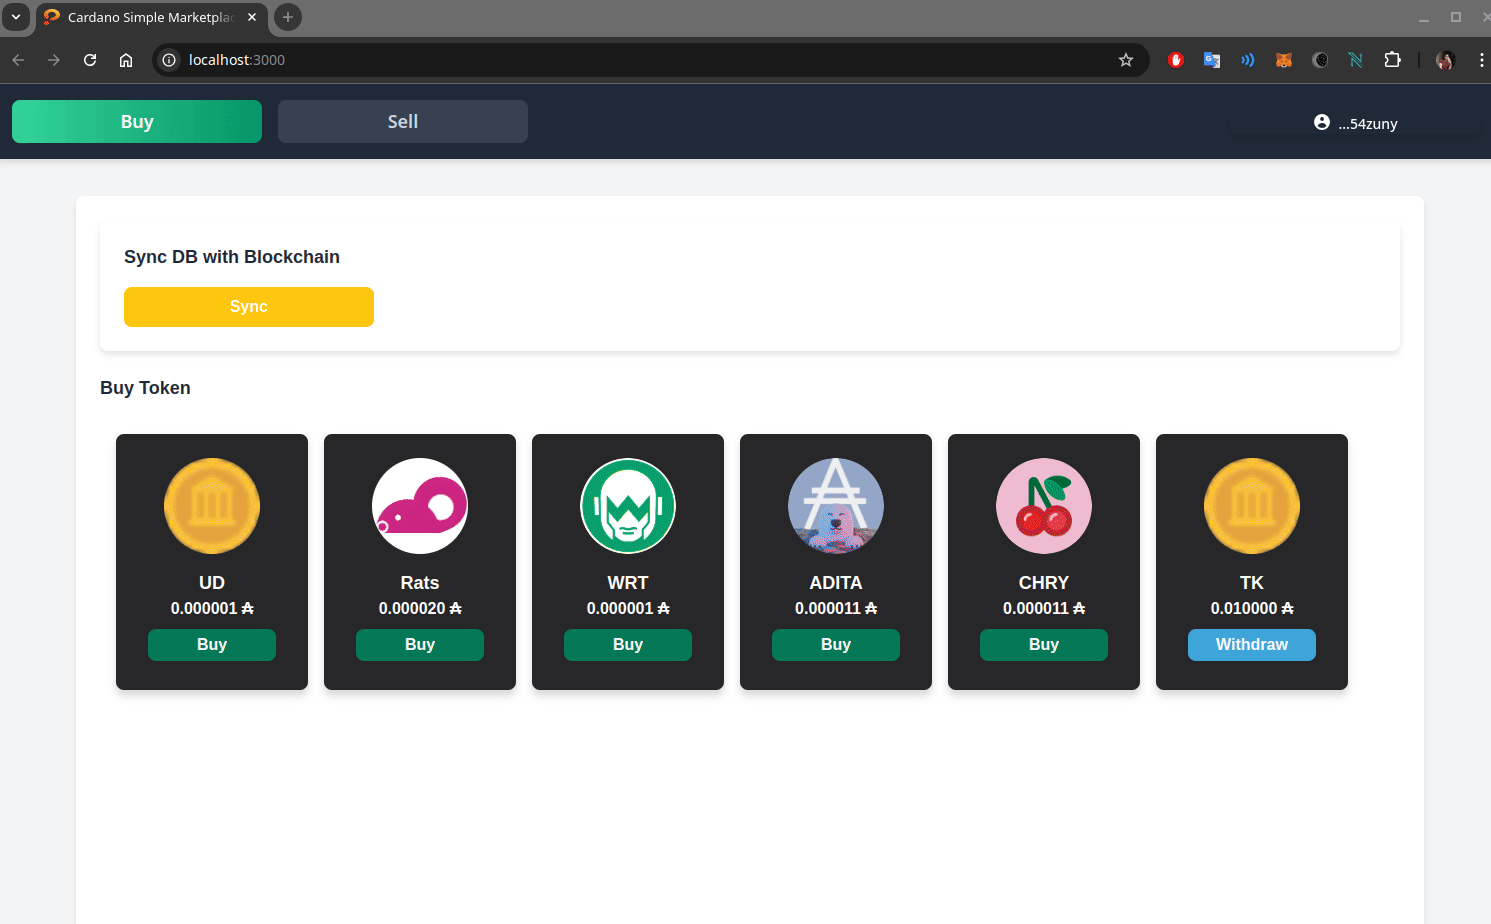 Cardano Simple Marketplac
localhost:3000
Buy
Sell
...54zuny
Sync DB with Blockchain
Sync
Buy Token
UD
0.000001 ₳
Buy
Rats
0.000020 ₳
Buy
WRT
0.000001 ₳
Buy
ADITA
0.000011 ₳
Buy
CHRY
0.000011 ₳
Buy
TK
0.010000 ₳
Withdraw